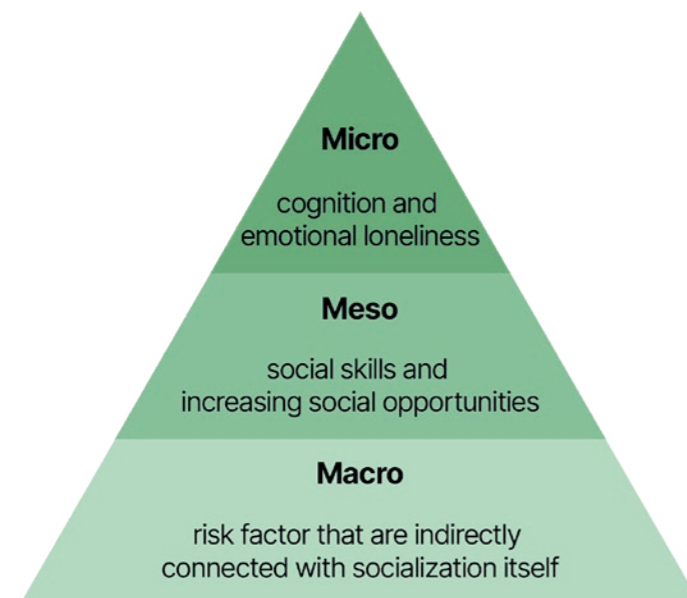 Micro
cognition and
emotional loneliness
Meso
social skills and
increasing social opportunities
Macro
risk factor that are indirectly
connected with socialization itself